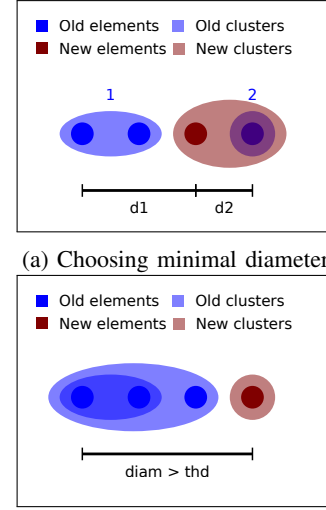 Old elements Old clusters
New elements New clusters
1 2
d1 d2
(a) Choosing minimal diameter
Old elements Old clusters
New elements New clusters
diam > thd